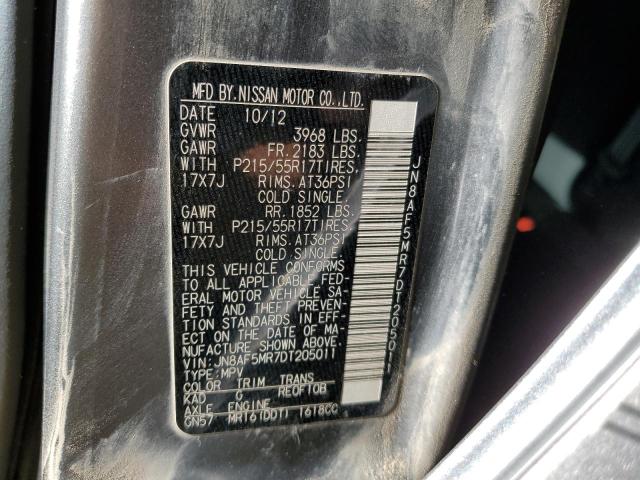 MFD BY.NISSAN MOTOR CO.,LTD.
DATE 10/12
GVWR 3968 LBS.
GAWR FR.2183 LBS.
WITH P215/55R17TIRES,
17X7J RIMS.AT36PSI
COLD SINGLE.
GAWR RR.1852 LBS.
WITH P215/55R17TIRES,
17X7J RIMS.AT36PSI
COLD SINGLE.
THIS VEHICLE CONFORMS
TO ALL APPLICABLE FED-
ERAL MOTOR VEHICLE SA-
FETY AND THEFT PREVEN-
TION STANDARDS IN EFF-
ECT ON THE DATE OF MA-
NUFACTURE SHOWN ABOVE.
VIN:JN8AF5MR7DT205011
TYPE:MPV
COLOR TRIM TRANS
KAD G RE0F10B
AXLE ENGINE
GN57 MR16(DDT) 1618CC
JN8AF5MR7DT205011